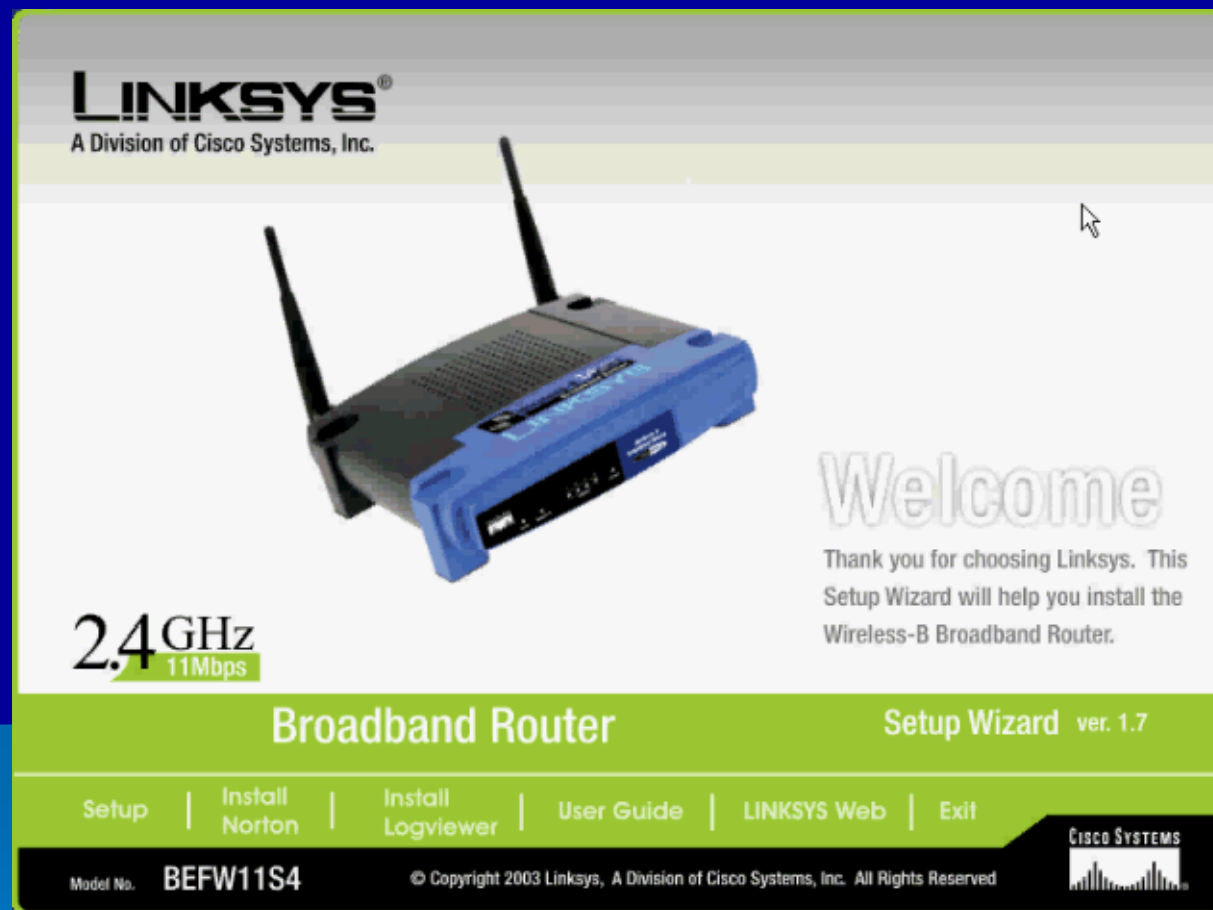 LINKSYS®
A Division of Cisco Systems, Inc.
LINKSYS
Welcome
Thank you for choosing Linksys. This
Setup Wizard will help you install the
Wireless-B Broadband Router.
2.4 GHz
11Mbps
Broadband Router
Setup Wizard ver. 1.7
Setup | Install Norton | Install Logviewer | User Guide | LINKSYS Web | Exit
CISCO SYSTEMS
Model No. BEFW11S4
© Copyright 2003 Linksys, A Division of Cisco Systems, Inc. All Rights Reserved